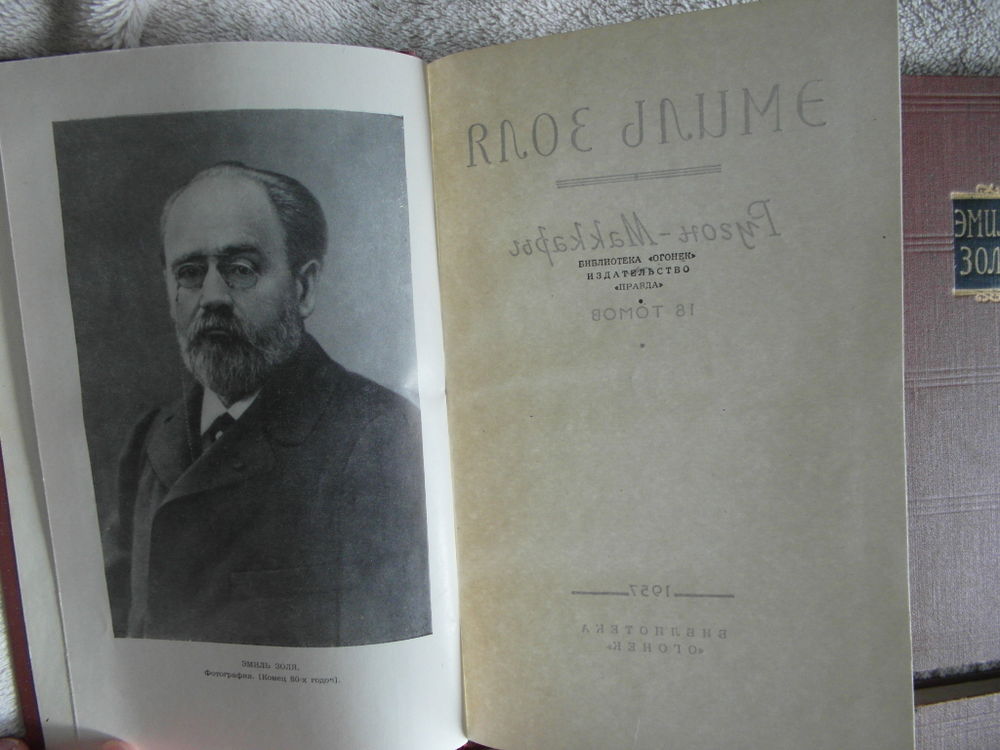 ЭМИЛЬ ЗОЛЯ.
Фотография. [Конец 80-х годов].
ЭМИЛЬ ЗОЛЯ
Ругон-Маккары
БИБЛИОТЕКА «ОГОНЕК»
ИЗДАТЕЛЬСТВО
«ПРАВДА»
18 ТОМОВ
1957
БИБЛИОТЕКА
«ОГОНЕК»
ЭМИЛ
ЗОЛ